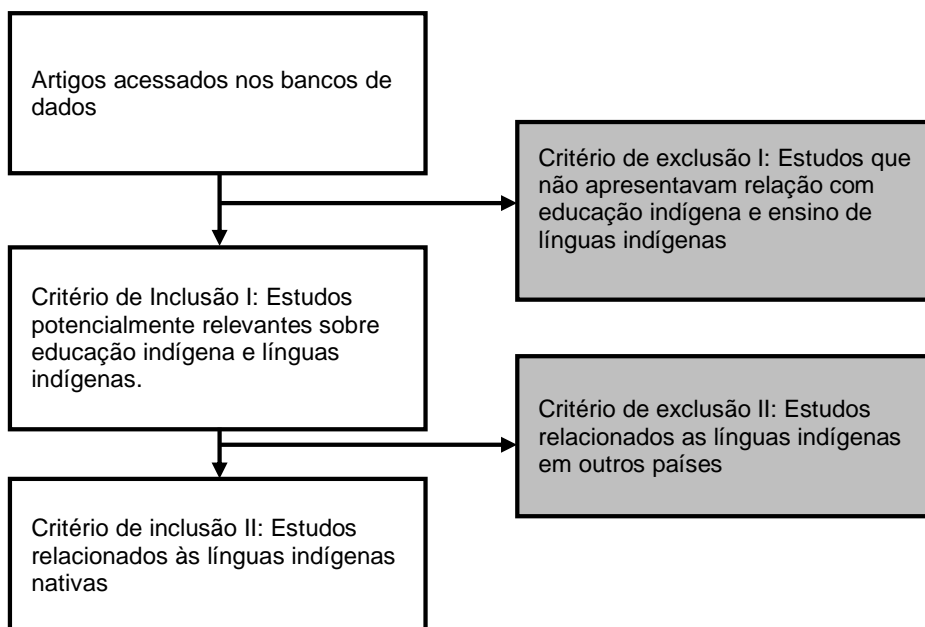 Artigos acessados nos bancos de
dados
Critério de exclusão I: Estudos que
não apresentavam relação com
educação indígena e ensino de
línguas indígenas
Critério de Inclusão I: Estudos
potencialmente relevantes sobre
educação indígena e línguas
indígenas.
Critério de exclusão II: Estudos
relacionados as línguas indígenas
em outros países
Critério de inclusão II: Estudos
relacionados às línguas indígenas
nativas